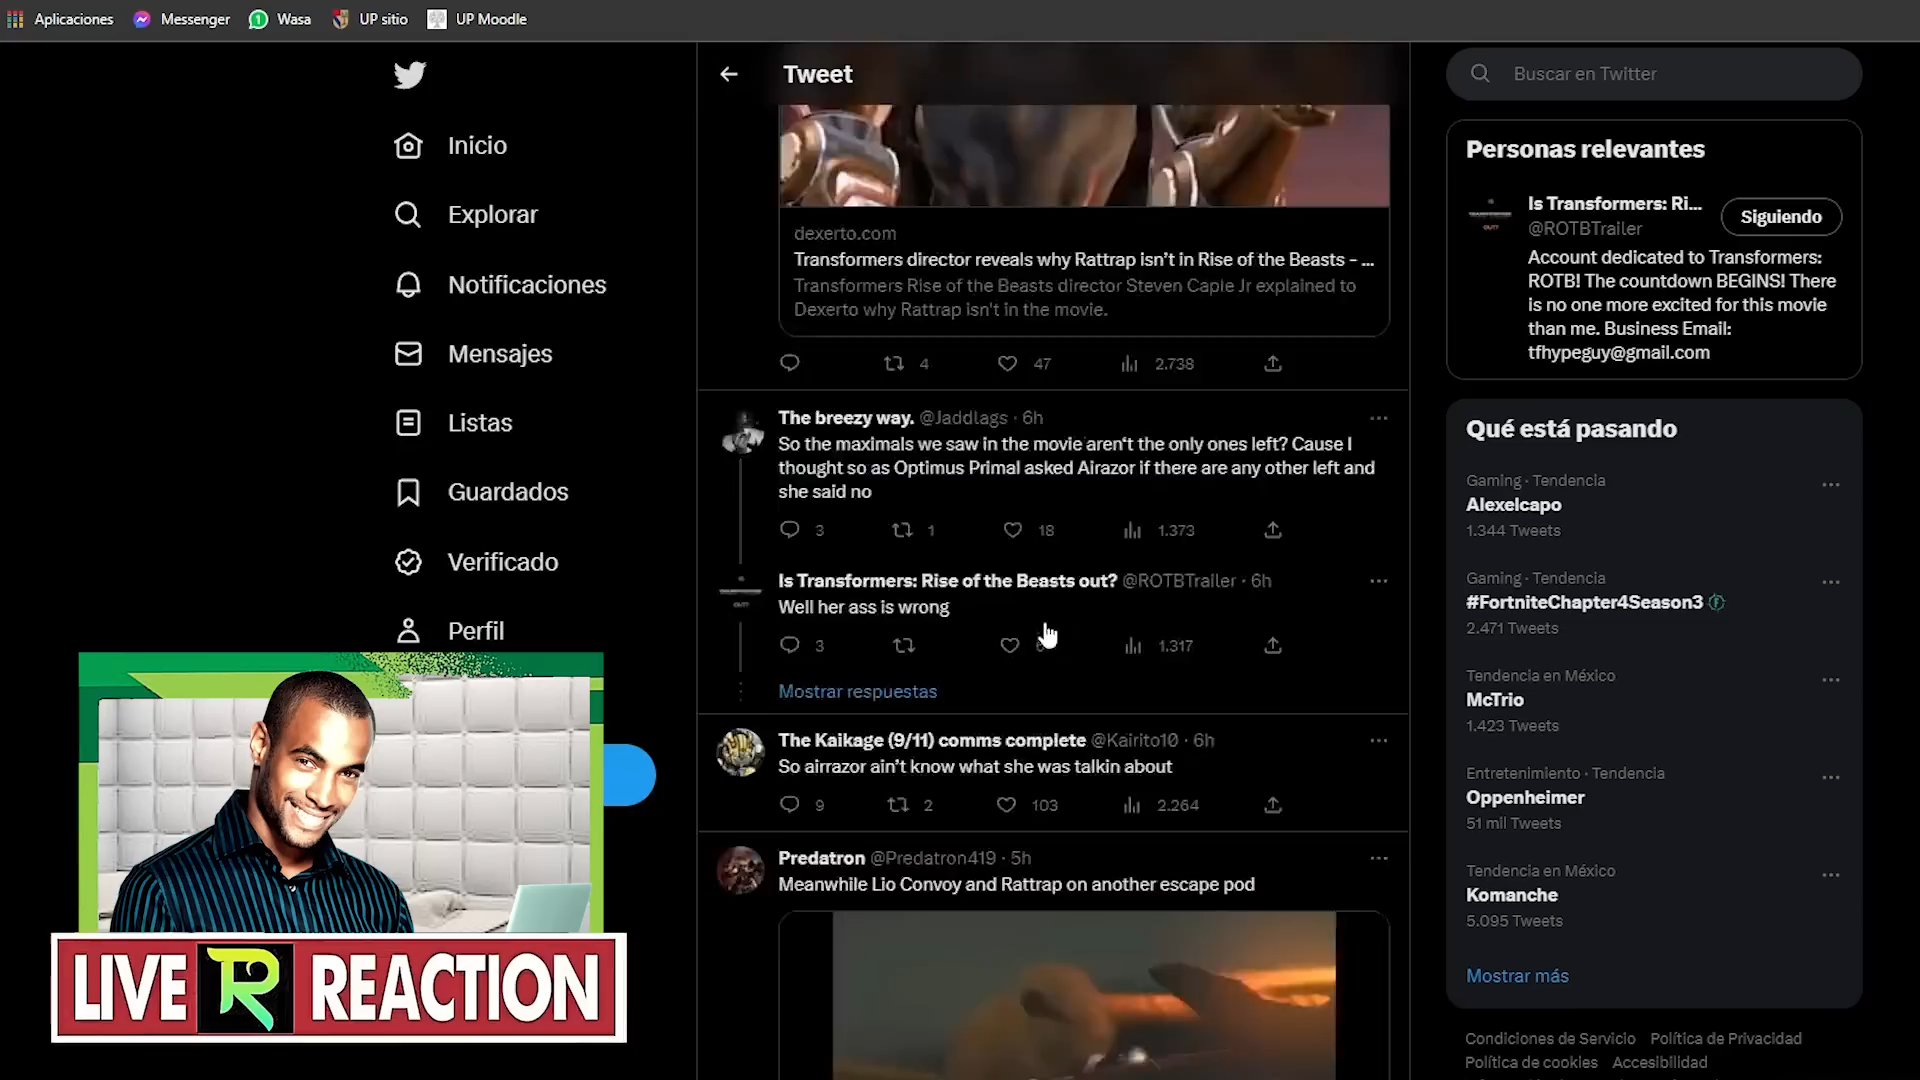 Aplicaciones
Messenger
Wasa
UP sitio
UP Moodle
Inicio
Explorar
Notificaciones
Mensajes
Listas
Guardados
Verificado
Perfil
LIVE R REACTION
Tweet
dexerto.com
Transformers director reveals why Rattrap isn't in Rise of the Beasts - ...
Transformers Rise of the Beasts director Steven Caple Jr explained to
Dexerto why Rattrap isn't in the movie.
4 47 2.738
The breezy way. @Jaddlags · 6h
So the maximals we saw in the movie aren't the only ones left? Cause I
thought so as Optimus Primal asked Airazor if there are any other left and
she said no
3 1 18 1.373
Is Transformers: Rise of the Beasts out? @ROTBTrailer · 6h
Well her ass is wrong
3 1.317
Mostrar respuestas
The Kaikage (9/11) comms complete @Kairito10 · 6h
So airrazor ain't know what she was talkin about
9 2 103 2.264
Predatron @Predatron419 · 5h
Meanwhile Lio Convoy and Rattrap on another escape pod
Buscar en Twitter
Personas relevantes
Is Transformers: Ri...
@ROTBTrailer
Siguiendo
Account dedicated to Transformers:
ROTB! The countdown BEGINS! There
is no one more excited for this movie
than me. Business Email:
tfhypeguy@gmail.com
Qué está pasando
Gaming · Tendencia
Alexelcapo
1.344 Tweets
Gaming · Tendencia
#FortniteChapter4Season3
2.471 Tweets
Tendencia en México
McTrio
1.423 Tweets
Entretenimiento · Tendencia
Oppenheimer
51 mil Tweets
Tendencia en México
Komanche
5.095 Tweets
Mostrar más
Condiciones de Servicio Política de Privacidad
Política de cookies Accesibilidad